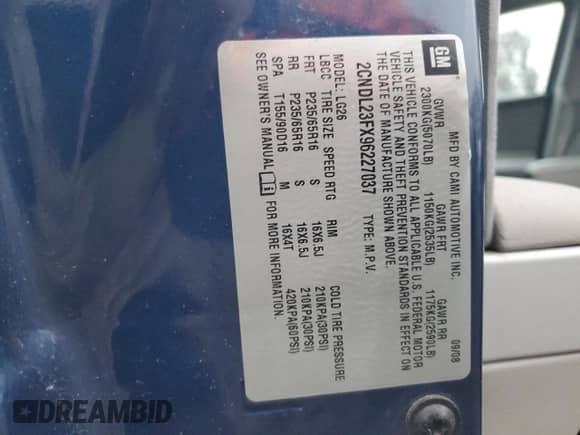 GM
MFD BY CAMI AUTOMOTIVE INC. 09/08
GVWR GAWR FRT GAWR RR
2300KG(5070LB) 1150KG(2535LB) 1175KG(2590LB)
THIS VEHICLE CONFORMS TO ALL APPLICABLE U.S. FEDERAL MOTOR
VEHICLE SAFETY AND THEFT PREVENTION STANDARDS IN EFFECT ON
THE DATE OF MANUFACTURE SHOWN ABOVE.
2CNDL23FX96227037 TYPE: M.P.V.
MODEL: LG26
LBCC TIRE SIZE SPEED RTG RIM COLD TIRE PRESSURE
FRT P235/65R16 S 16X6.5J 210KPA(30PSI)
RR P235/65R16 S 16X6.5J 210KPA(30PSI)
SPA T155/90D16 M 16X4T 420KPA(60PSI)
SEE OWNER'S MANUAL FOR MORE INFORMATION.
DREAMBID